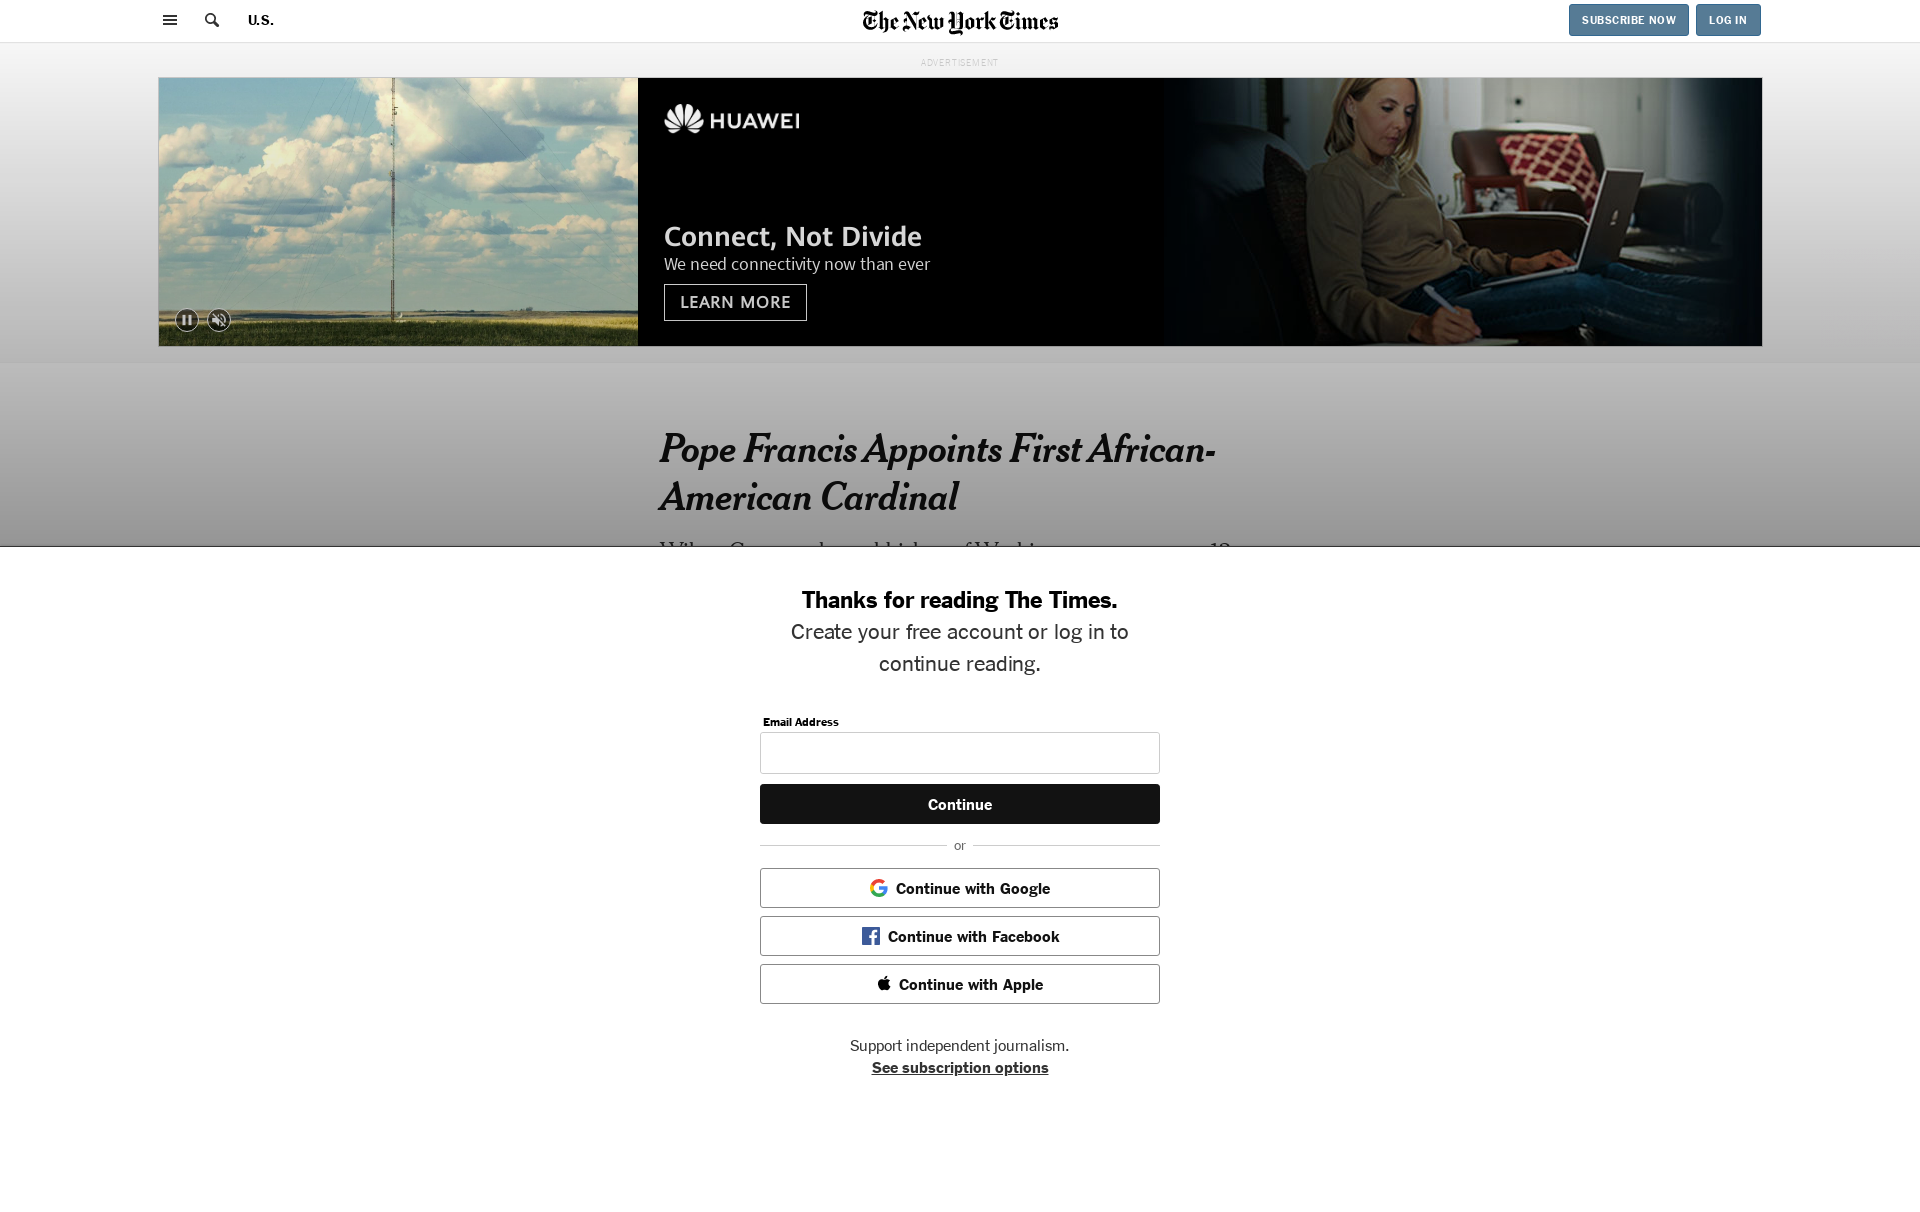 U.S.
The New York Times
SUBSCRIBE NOW
LOG IN
ADVERTISEMENT
HUAWEI
Connect, Not Divide
We need connectivity now than ever
LEARN MORE
Pope Francis Appoints First African-
American Cardinal
Thanks for reading The Times.
Create your free account or log in to
continue reading.
Email Address
Continue
or
Continue with Google
Continue with Facebook
Continue with Apple
Support independent journalism.
See subscription options